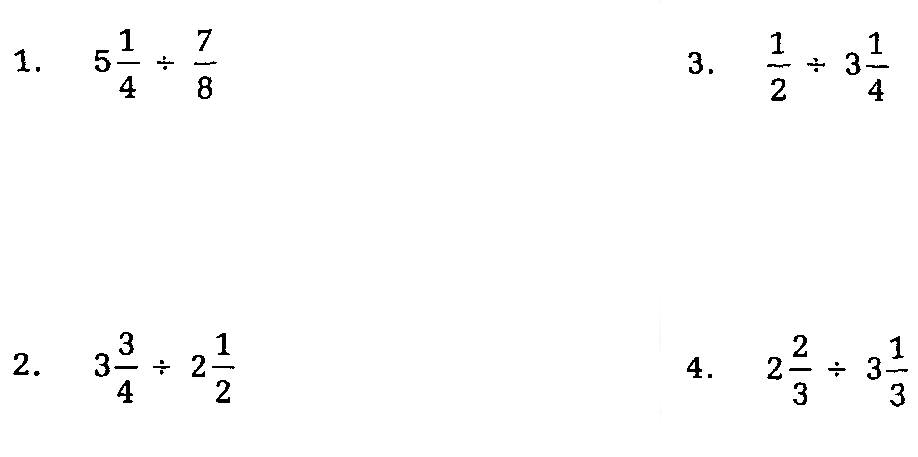 1. 5 1/4 ÷ 7/8
3. 1/2 ÷ 3 1/4
2. 3 3/4 ÷ 2 1/2
4. 2 2/3 ÷ 3 1/3